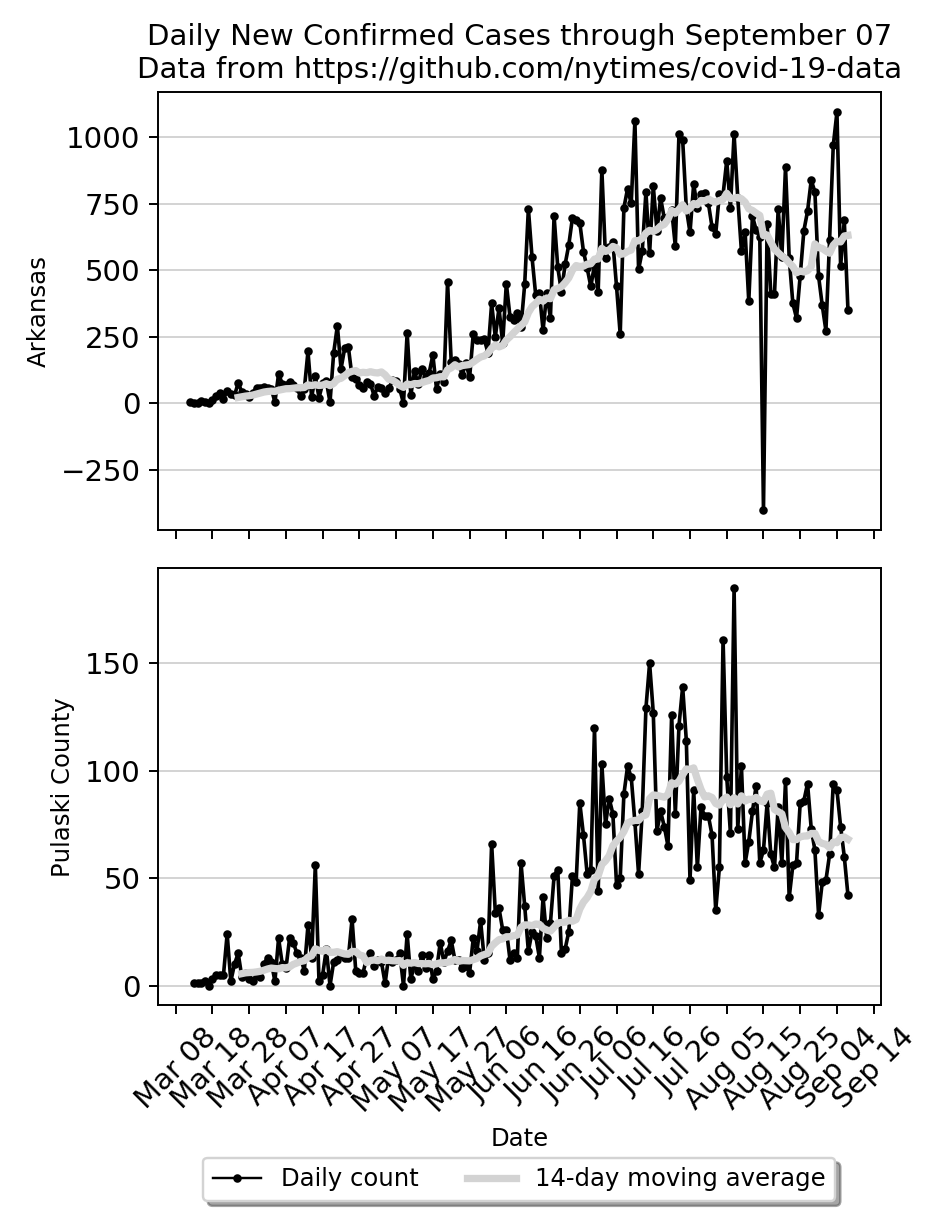 Daily New Confirmed Cases through September 07
Data from https://github.com/nytimes/covid-19-data
1000
750
500
250
0
−250
Arkansas
150
100
50
0
Pulaski County
Mar 08
Mar 18
Mar 28
Apr 07
Apr 17
Apr 27
May 07
May 17
May 27
Jun 06
Jun 16
Jun 26
Jul 06
Jul 16
Jul 26
Aug 05
Aug 15
Aug 25
Sep 04
Sep 14
Date
Daily count
14-day moving average